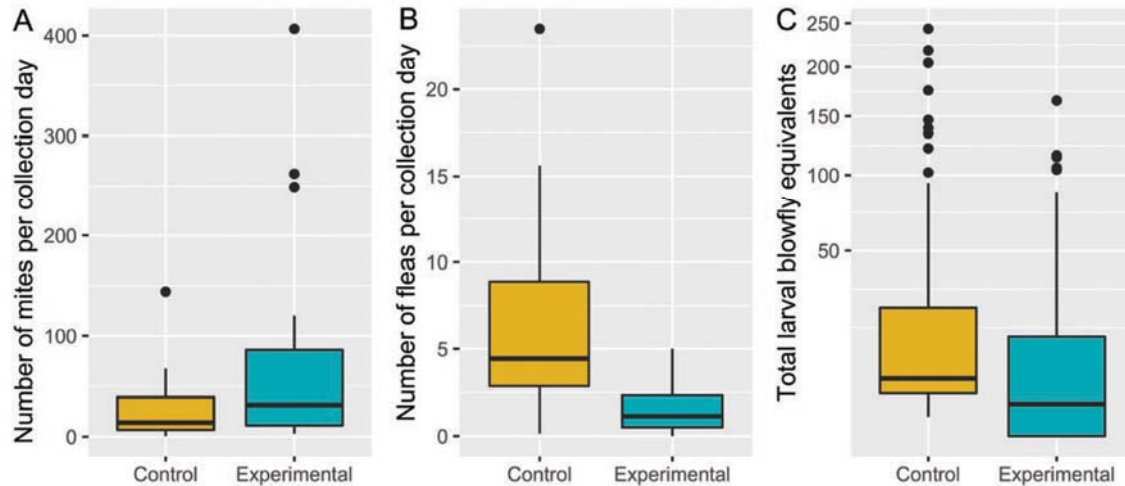 A
Number of mites per collection day
400
300
200
100
0
Control
Experimental
B
Number of fleas per collection day
20
15
10
5
0
Control
Experimental
C
Total larval blowfly equivalents
250
200
150
100
50
Control
Experimental